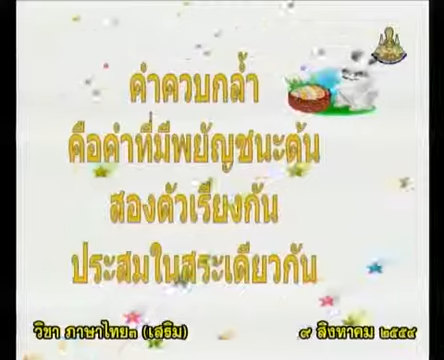 คำควบกล้ำ
คือคำที่มีพยัญชนะต้น
สองตัวเรียงกัน
ประสมในสระเดียวกัน
วิชา ภาษาไทย๓ (เสริม)
๙ สิงหาคม ๒๕๕๔